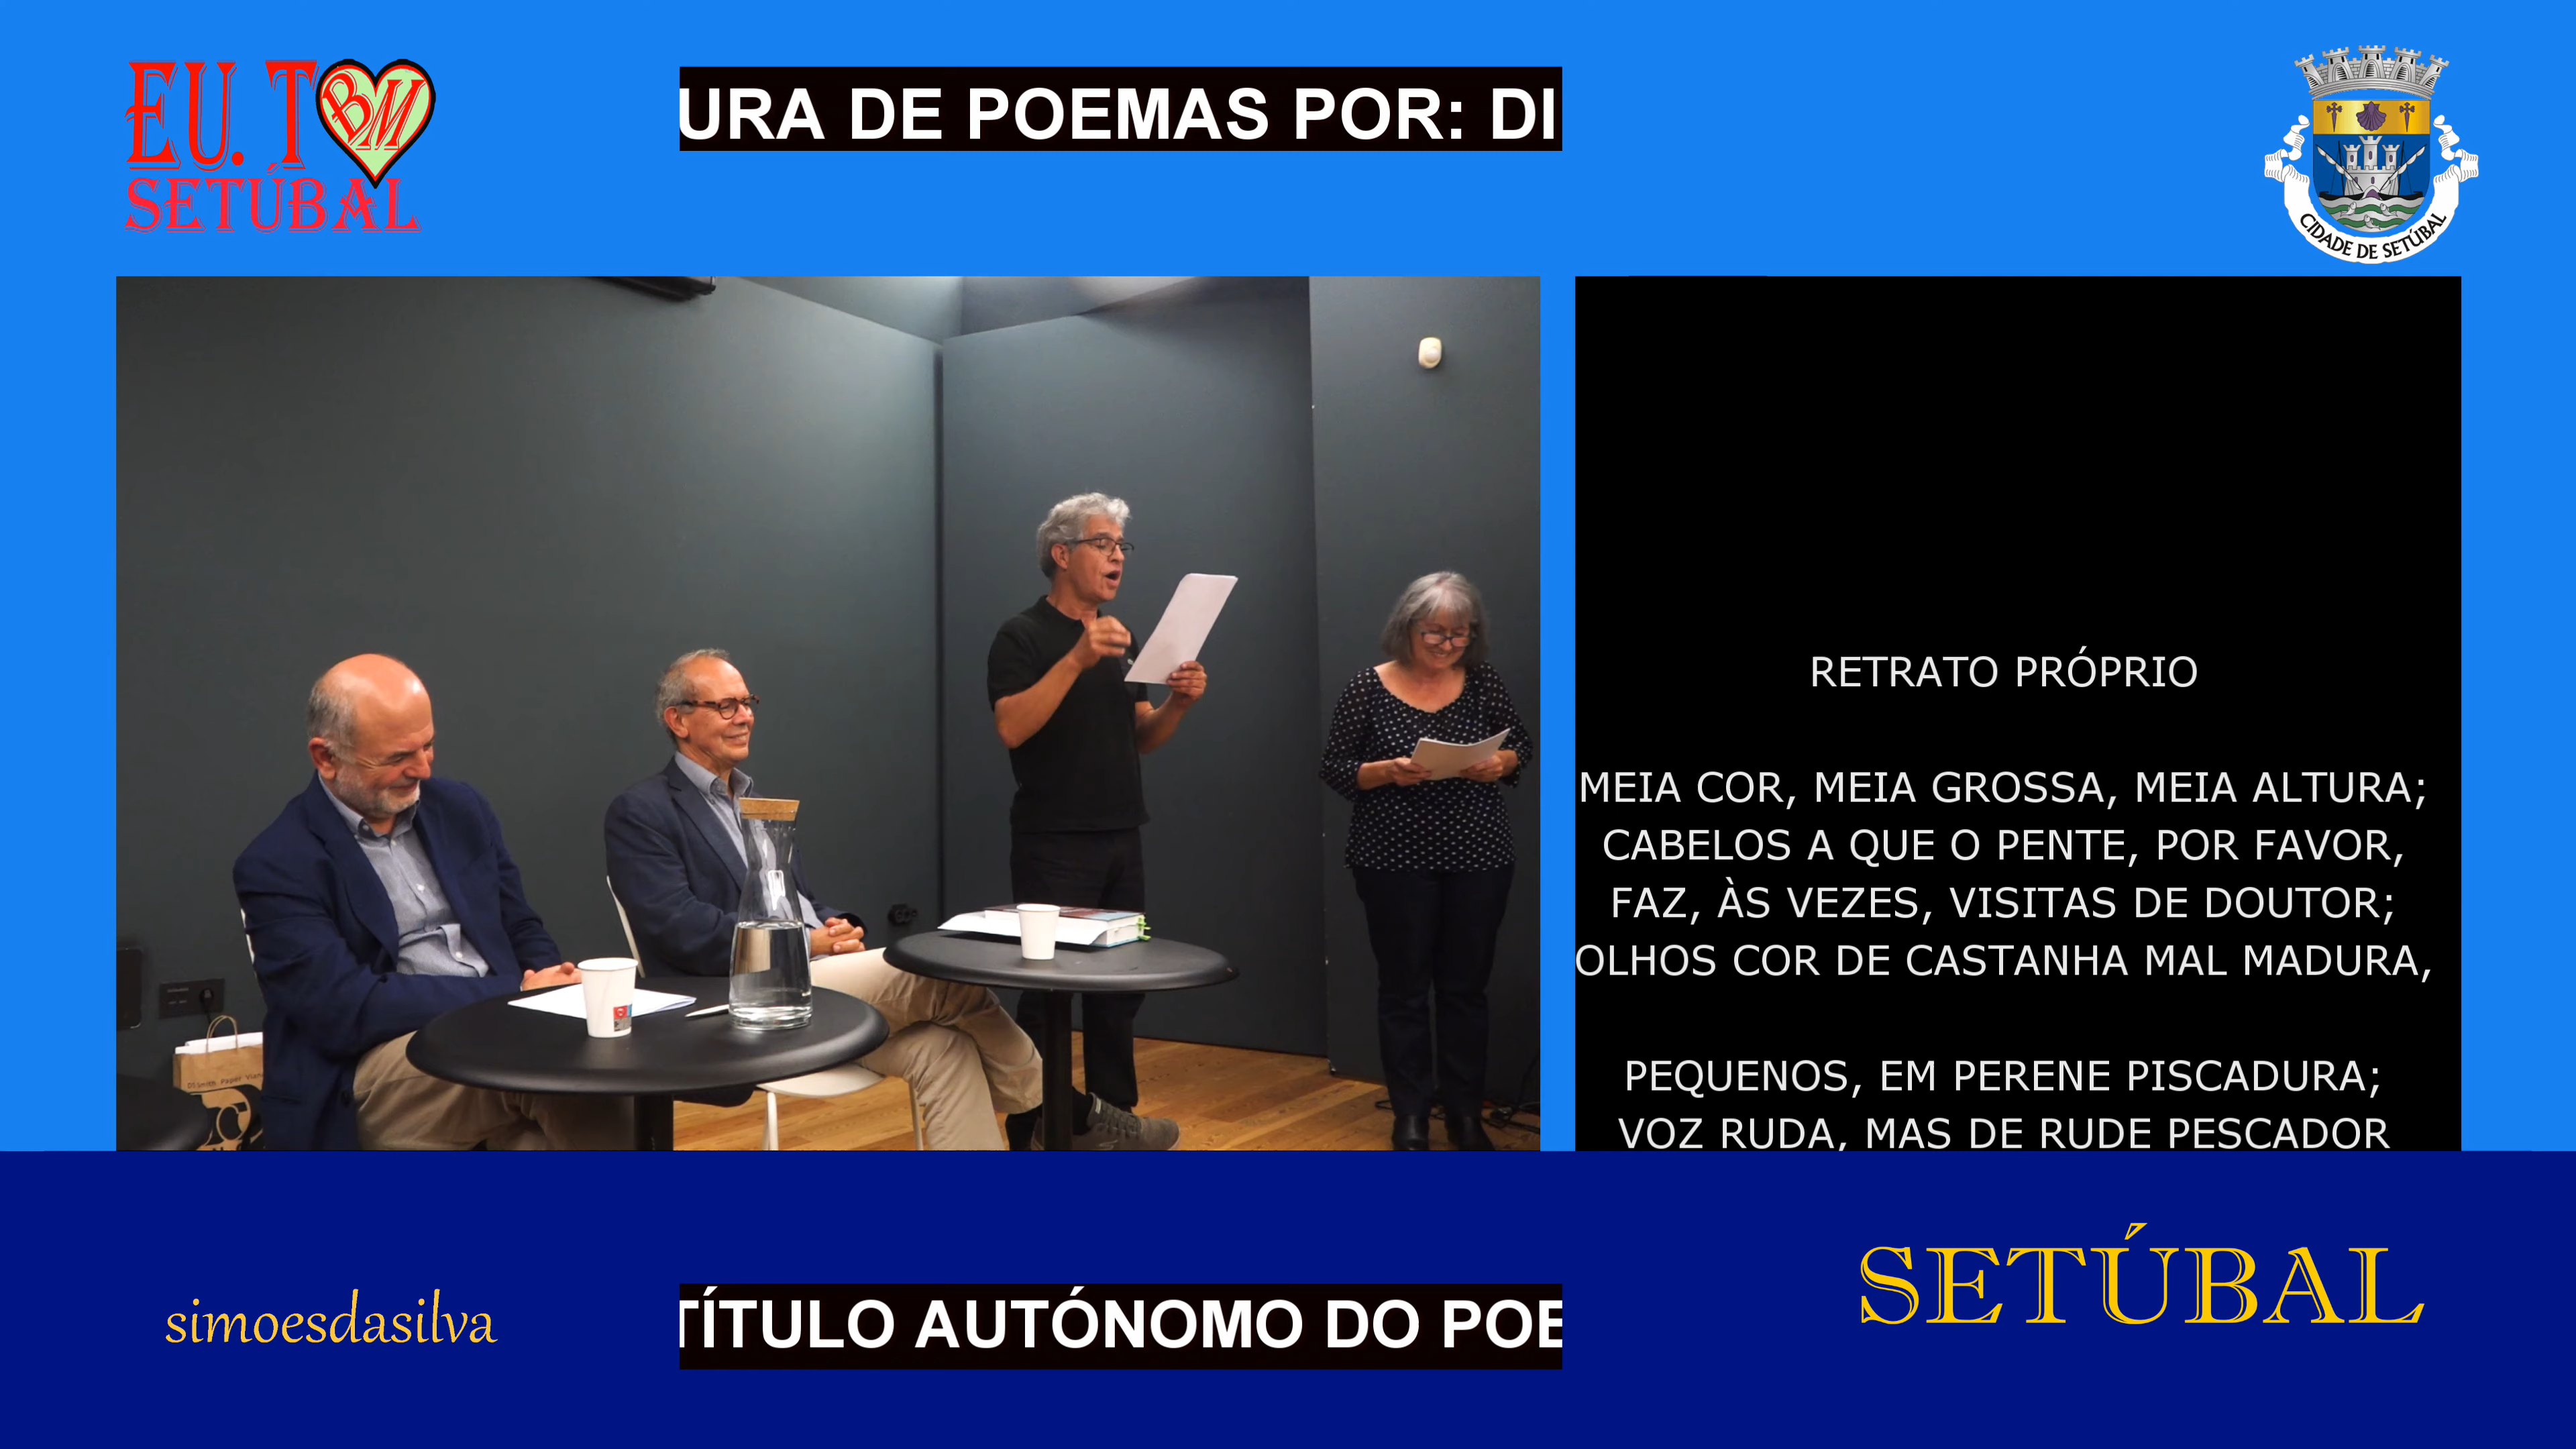 EU. T BM
SETÚBAL
URA DE POEMAS POR: DI
CIDADE DE SETÚBAL
RETRATO PRÓPRIO
MEIA COR, MEIA GROSSA, MEIA ALTURA;
CABELOS A QUE O PENTE, POR FAVOR,
FAZ, ÀS VEZES, VISITAS DE DOUTOR;
OLHOS COR DE CASTANHA MAL MADURA,
PEQUENOS, EM PERENE PISCADURA;
VOZ RUDA, MAS DE RUDE PESCADOR
simoesdasilva
TÍTULO AUTÓNOMO DO POE
SETÚBAL